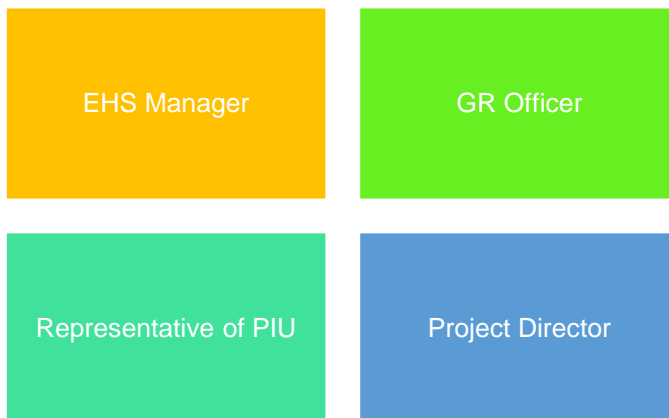 EHS Manager
GR Officer
Representative of PIU
Project Director